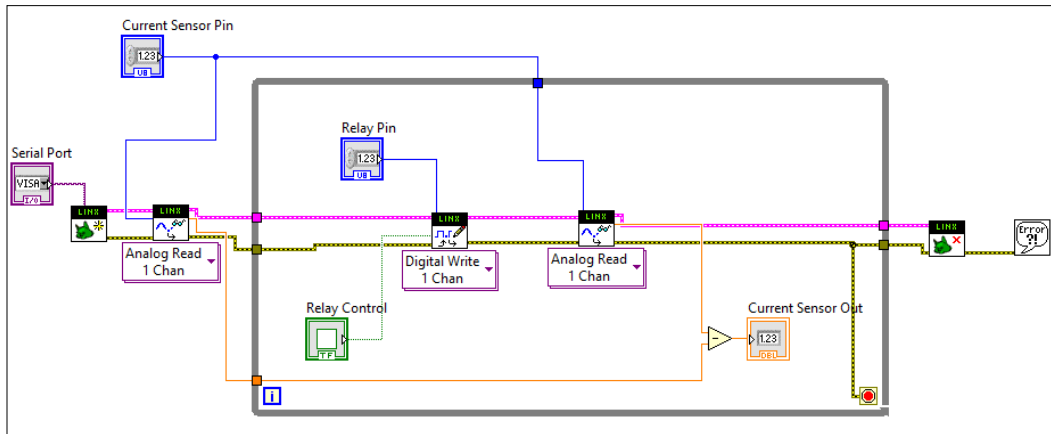 Current Sensor Pin
1.23
U8
Relay Pin
1.23
U8
Serial Port
VISA
I/O
LINX
LINX
Analog Read
1 Chan
LINX
Digital Write
1 Chan
LINX
Analog Read
1 Chan
LINX
Error
?!
Relay Control
TF
Current Sensor Out
1.23
DBL
i